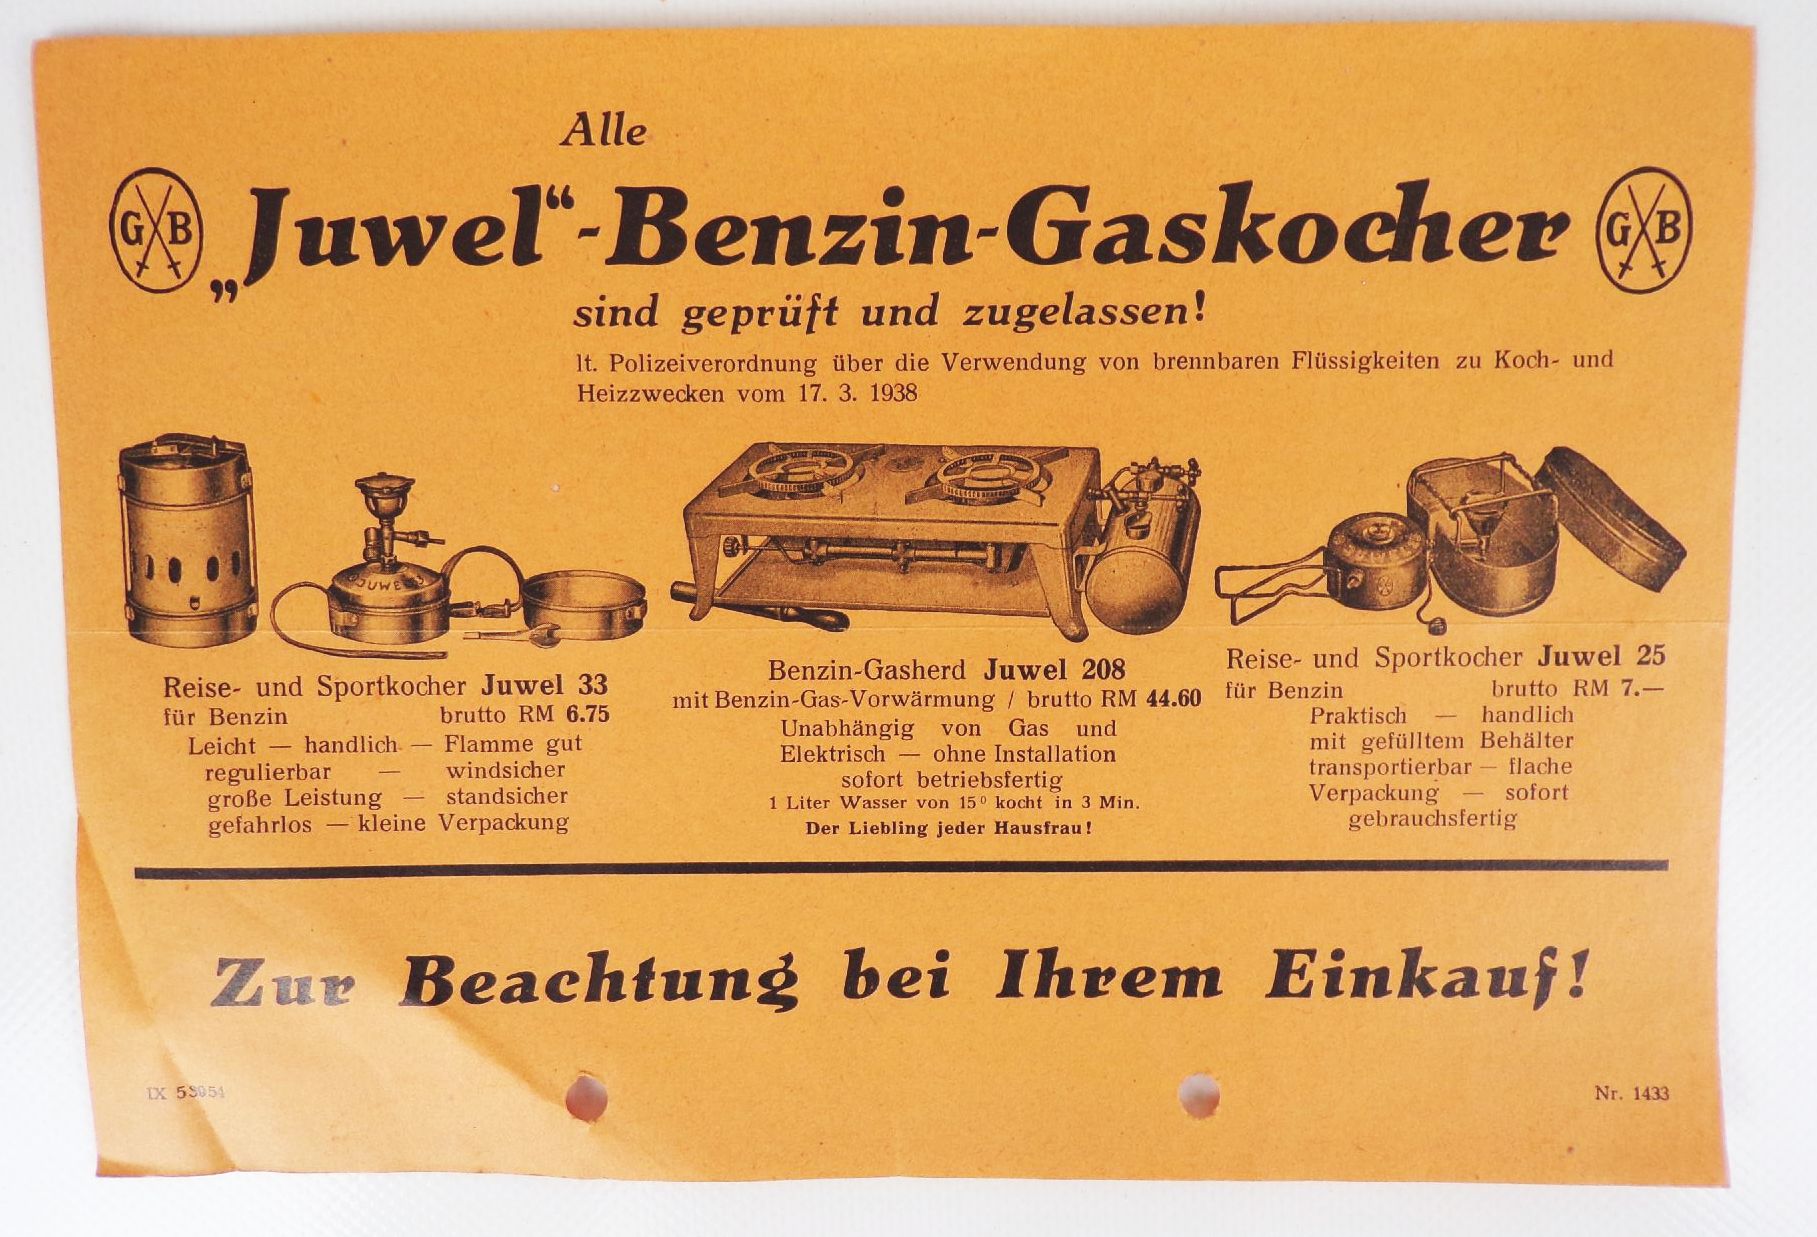 Alle
G B „Juwel“-Benzin-Gaskocher G B
sind geprüft und zugelassen!
lt. Polizeiverordnung über die Verwendung von brennbaren Flüssigkeiten zu Koch- und
Heizzwecken vom 17. 3. 1938
JUWEL
Reise- und Sportkocher Juwel 33
für Benzin brutto RM 6.75
Leicht — handlich — Flamme gut
regulierbar — windsicher
große Leistung — standsicher
gefahrlos — kleine Verpackung
Benzin-Gasherd Juwel 208
mit Benzin-Gas-Vorwärmung / brutto RM 44.60
Unabhängig von Gas und
Elektrisch — ohne Installation
sofort betriebsfertig
1 Liter Wasser von 15° kocht in 3 Min.
Der Liebling jeder Hausfrau!
Reise- und Sportkocher Juwel 25
für Benzin brutto RM 7.—
Praktisch — handlich
mit gefülltem Behälter
transportierbar — flache
Verpackung — sofort
gebrauchsfertig
Zur Beachtung bei Ihrem Einkauf!
IX
Nr. 1433